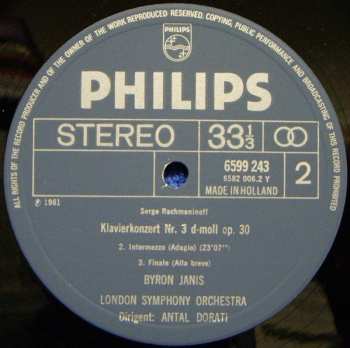 ALL RIGHTS OF THE RECORD PRODUCER AND OF THE OWNER OF THE WORK REPRODUCED RESERVED. COPYING, PUBLIC PERFORMANCE AND BROADCASTING OF THIS RECORD PROHIBITED
PHILIPS
PHILIPS
STEREO 33 1/3
6599 243
6582 006.2 Y
MADE IN HOLLAND
2
℗ 1961
Serge Rachmaninoff
Klavierkonzert Nr. 3 d-moll op. 30
2. Intermezzo (Adagio) (23'07'')
3. Finale (Alla breve)
BYRON JANIS
LONDON SYMPHONY ORCHESTRA
Dirigent: ANTAL DORATI